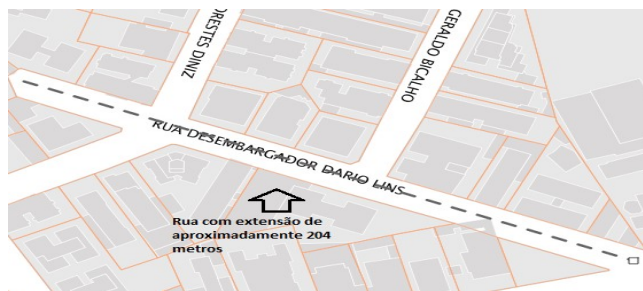 ORESTES DINIZ
GERALDO BICALHO
RUA DESEMBARGADOR DARIO LINS
Rua com extensão de
aproximadamente 204
metros